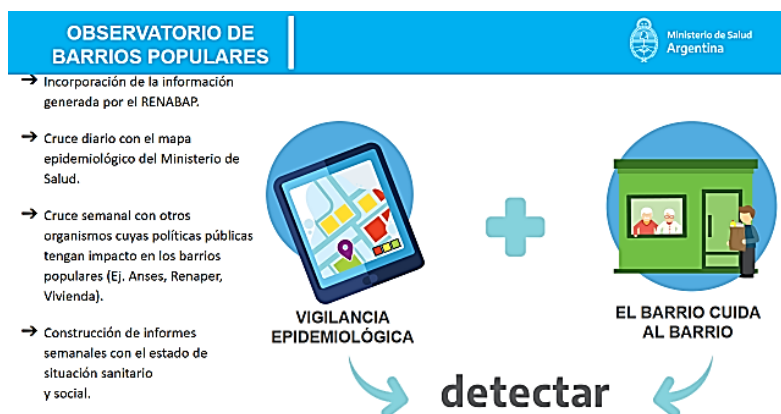 OBSERVATORIO DE
BARRIOS POPULARES
Ministerio de Salud
Argentina
→ Incorporación de la información
generada por el RENABAP.
→ Cruce diario con el mapa
epidemiológico del Ministerio de
Salud.
→ Cruce semanal con otros
organismos cuyas políticas públicas
tengan impacto en los barrios
populares (Ej. Anses, Renaper,
Vivienda).
→ Construcción de informes
semanales con el estado de
situación sanitario
y social.
VIGILANCIA
EPIDEMIOLÓGICA
EL BARRIO CUIDA
AL BARRIO
detectar